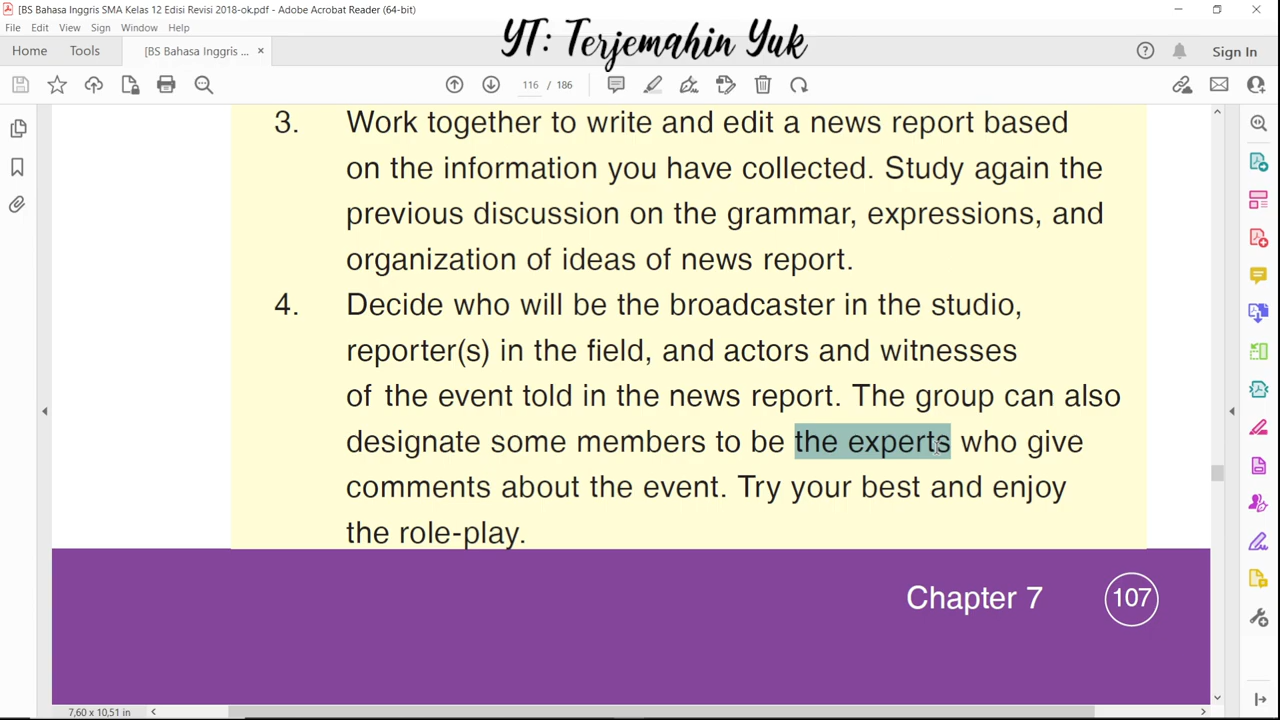 [BS Bahasa Inggris SMA Kelas 12 Edisi Revisi 2018-ok.pdf - Adobe Acrobat Reader (64-bit)
YT: Terjemahin Yuk
File Edit View Sign Window Help
Home Tools [BS Bahasa Inggris ... × Sign In
116 / 186
3. Work together to write and edit a news report based
on the information you have collected. Study again the
previous discussion on the grammar, expressions, and
organization of ideas of news report.
4. Decide who will be the broadcaster in the studio,
reporter(s) in the field, and actors and witnesses
of the event told in the news report. The group can also
designate some members to be the experts who give
comments about the event. Try your best and enjoy
the role-play.
Chapter 7 107
7,60 x 10,51 in